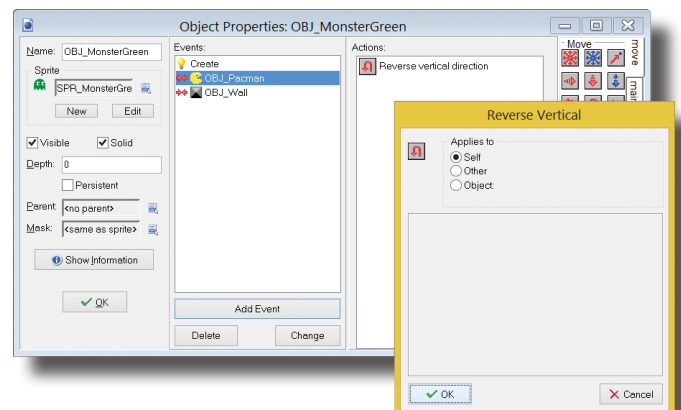 Object Properties: OBJ_MonsterGreen
Name: OBJ_MonsterGreen
Sprite
SPR_MonsterGre
New Edit
Visible Solid
Depth: 0
Persistent
Parent: <no parent>
Mask: <same as sprite>
Show Information
OK
Events:
Create
OBJ_Pacman
OBJ_Wall
Add Event
Delete Change
Actions:
Reverse vertical direction
Move
move
Reverse Vertical
Applies to
Self
Other
Object:
OK Cancel